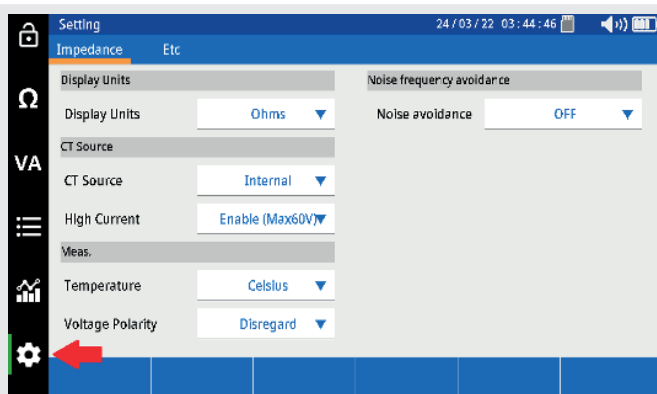 Setting 24/03/22 03:44:46
Impedance Etc
Display Units
Display Units Ohms
CT Source
CT Source Internal
High Current Enable (Max60V)
Meas.
Temperature Celsius
Voltage Polarity Disregard
Noise frequency avoidance
Noise avoidance OFF
Ω
VA